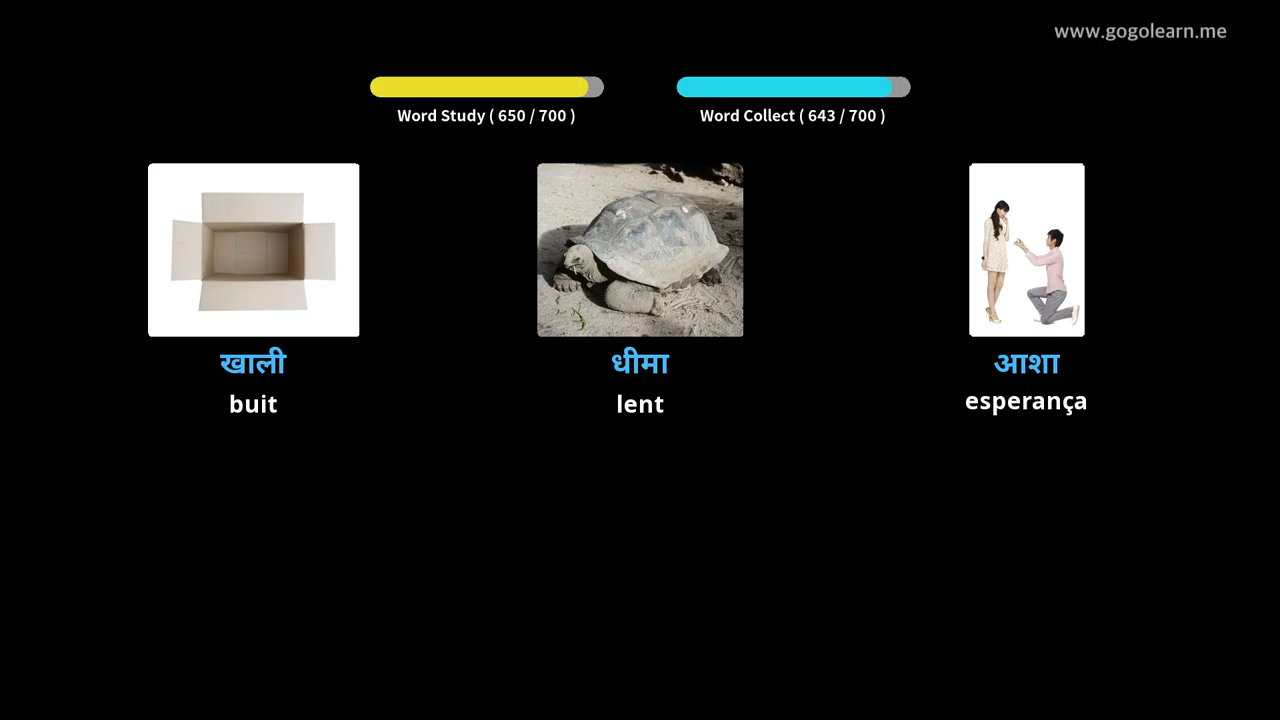 www.gogolearn.me
Word Study ( 650 / 700 )
Word Collect ( 643 / 700 )
खाली
buit
धीमा
lent
आशा
esperança